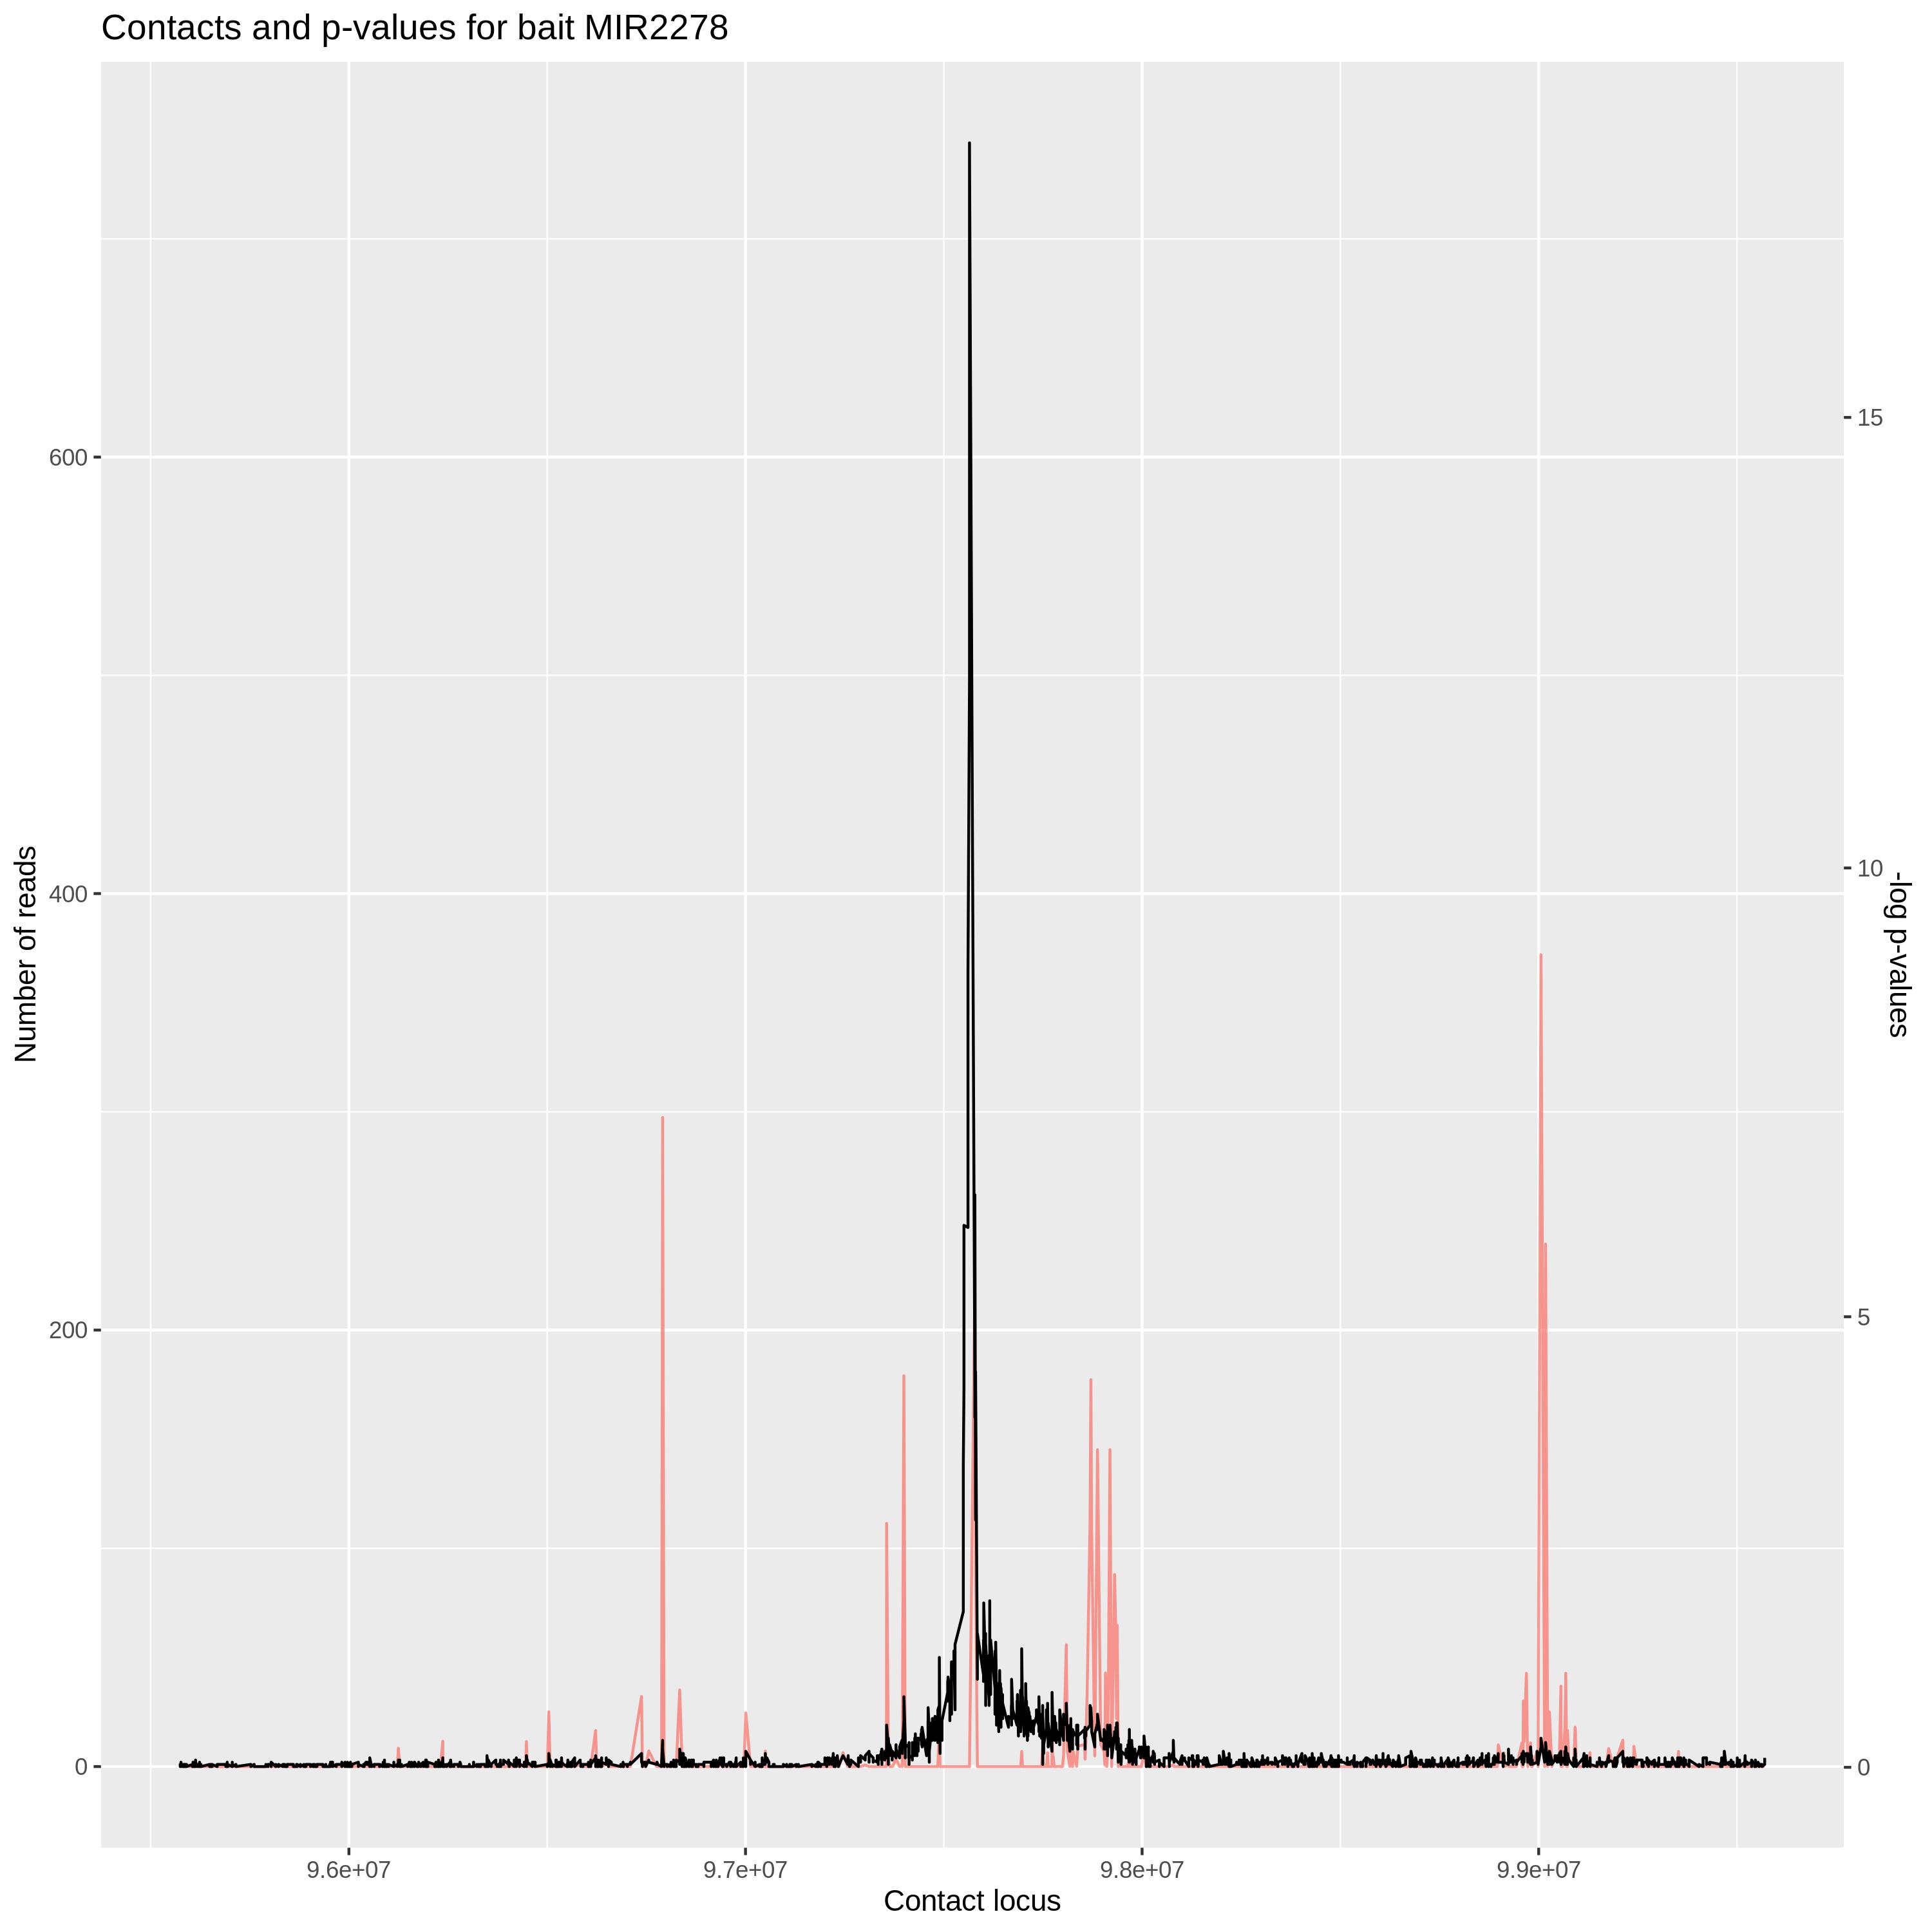 Contacts and p-values for bait MIR2278
Number of reads
600
400
200
0
15
10
5
0
-log p-values
9.6e+07
9.7e+07
9.8e+07
9.9e+07
Contact locus